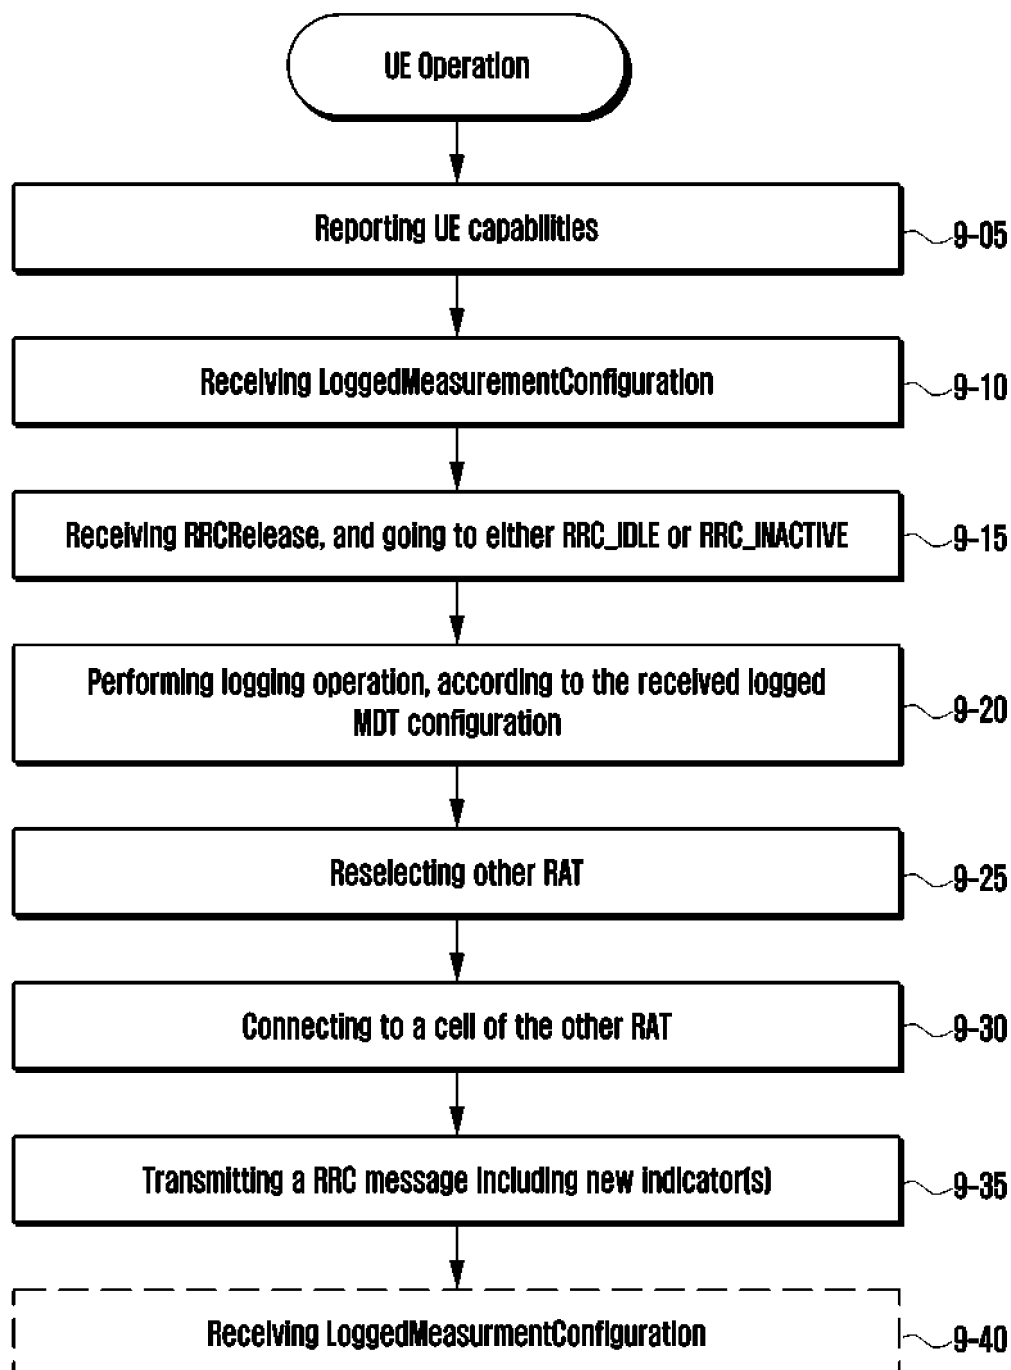 UE Operation
Reporting UE capabilities
9-05
Receiving LoggedMeasurementConfiguration
9-10
Receiving RRCRelease, and going to either RRC_IDLE or RRC_INACTIVE
9-15
Performing logging operation, according to the received logged
MDT configuration
9-20
Reselecting other RAT
9-25
Connecting to a cell of the other RAT
9-30
Transmitting a RRC message including new indicator(s)
9-35
Receiving LoggedMeasurmentConfiguration
9-40